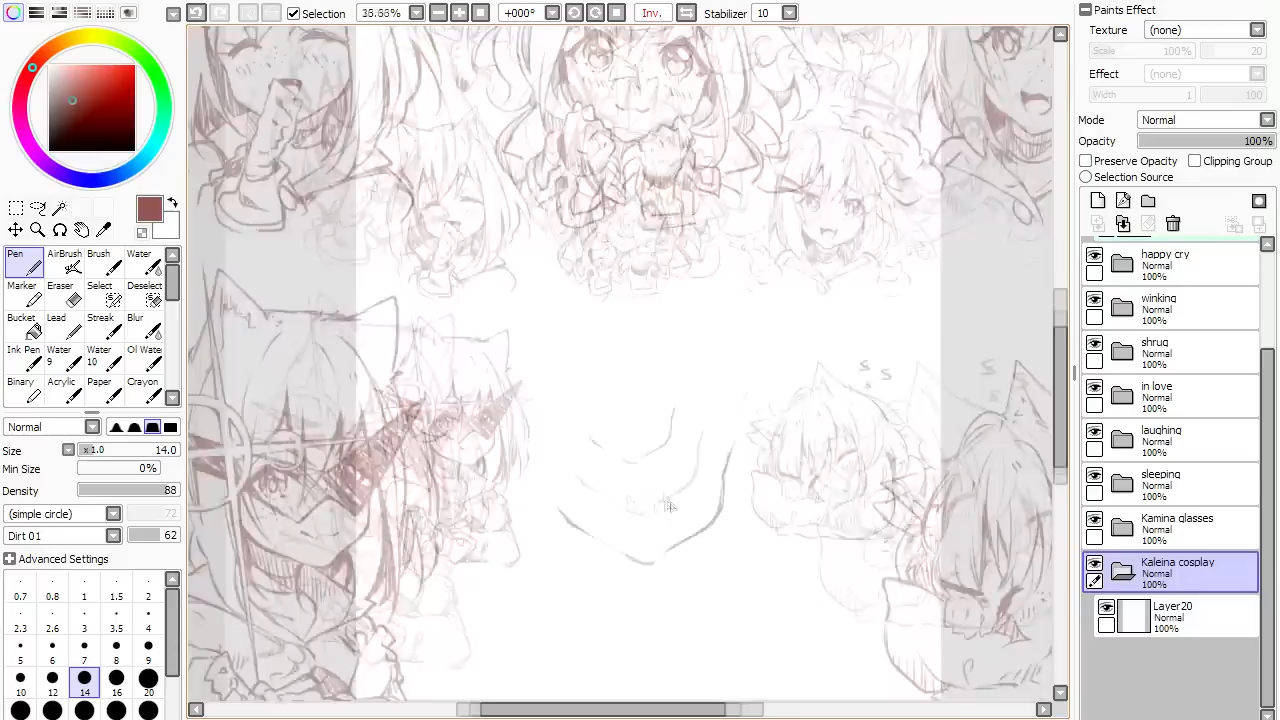 Selection 35.53% +000° Inv. Stabilizer
Paints Effect
Texture (none)
Scale 100% 20
Effect (none)
Width 1 100
Mode Normal
Opacity 100%
Preserve Opacity Clipping Group
Selection Source
Pen AirBrush Brush Water
Marker Eraser Select Deselect
Bucket Lead Streak Blur
Ink Pen Water 9 Water 10 Oil Wate
Binary Acrylic Paper Crayon
Normal
Size x1.0 14.0
Min Size 0%
Density 88
(simple circle) 72
Dirt 01 62
Advanced Settings
0.7 0.8 1 1.5 2
2.3 2.6 3 3.5 4
5 6 7 8 9
10 12 14 16 20
happy cry
Normal
100%
winking
Normal
100%
shrug
Normal
100%
in love
Normal
100%
laughing
Normal
100%
sleeping
Normal
100%
Kamina glasses
Normal
100%
Kaleina cosplay
Normal
100%
Layer20
Normal
100%
S S
S